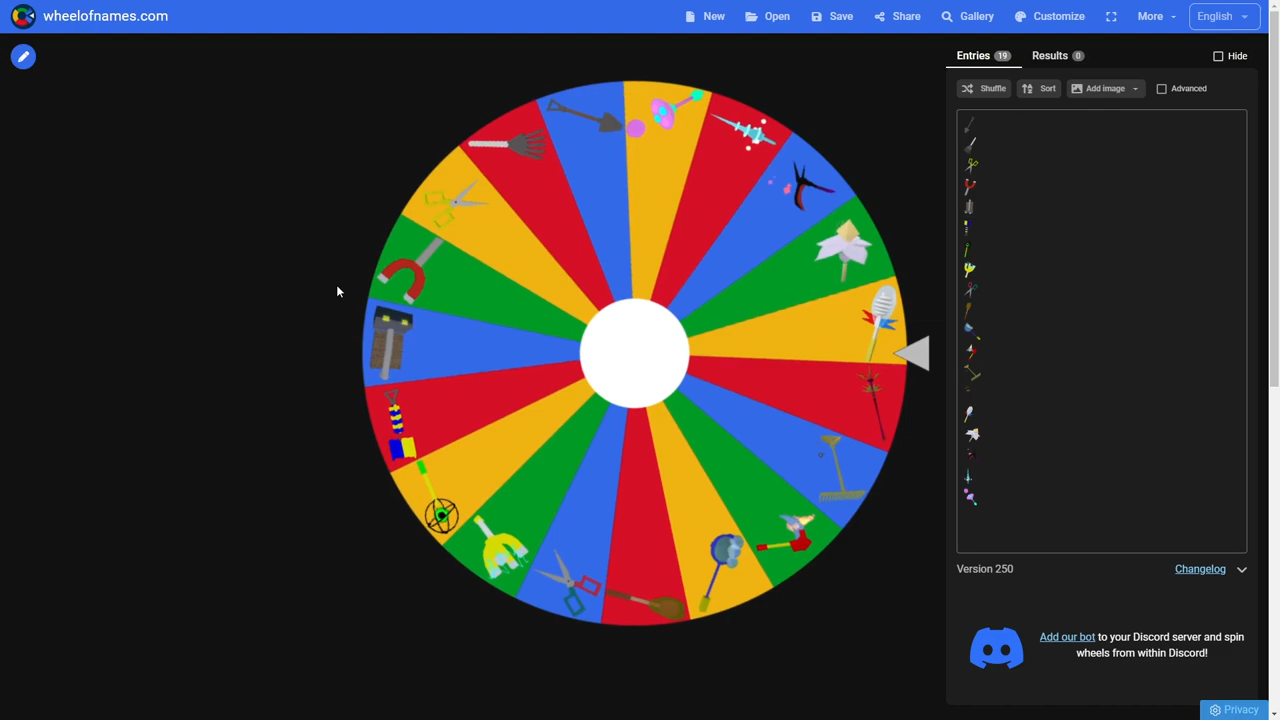 wheelofnames.com
New
Open
Save
Share
Gallery
Customize
More
English
Entries 19
Results 0
Hide
Shuffle
Sort
Add image
Advanced
Version 250
Changelog
Add our bot to your Discord server and spin
wheels from within Discord!
Privacy